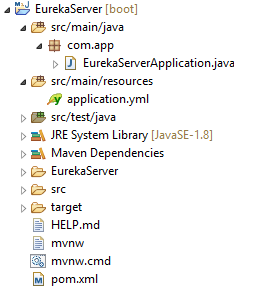 EurekaServer [boot]
src/main/java
com.app
EurekaServerApplication.java
src/main/resources
application.yml
src/test/java
JRE System Library [JavaSE-1.8]
Maven Dependencies
EurekaServer
src
target
HELP.md
mvnw
mvnw.cmd
pom.xml